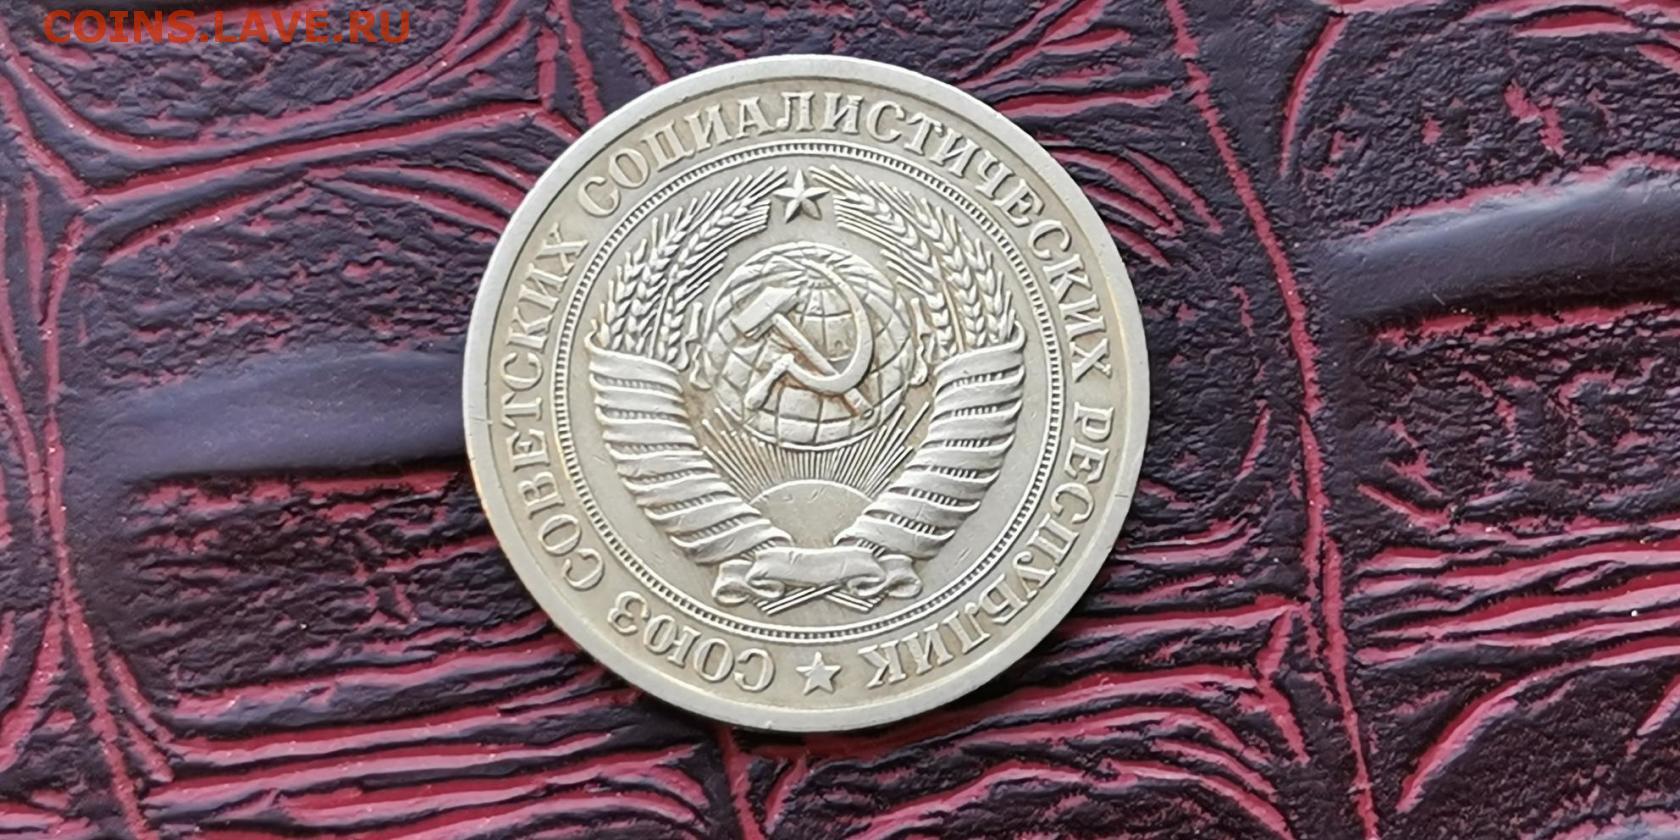 COINS.LAVE.RU
СОЮЗ СОВЕТСКИХ СОЦИАЛИСТИЧЕСКИХ РЕСПУБЛИК